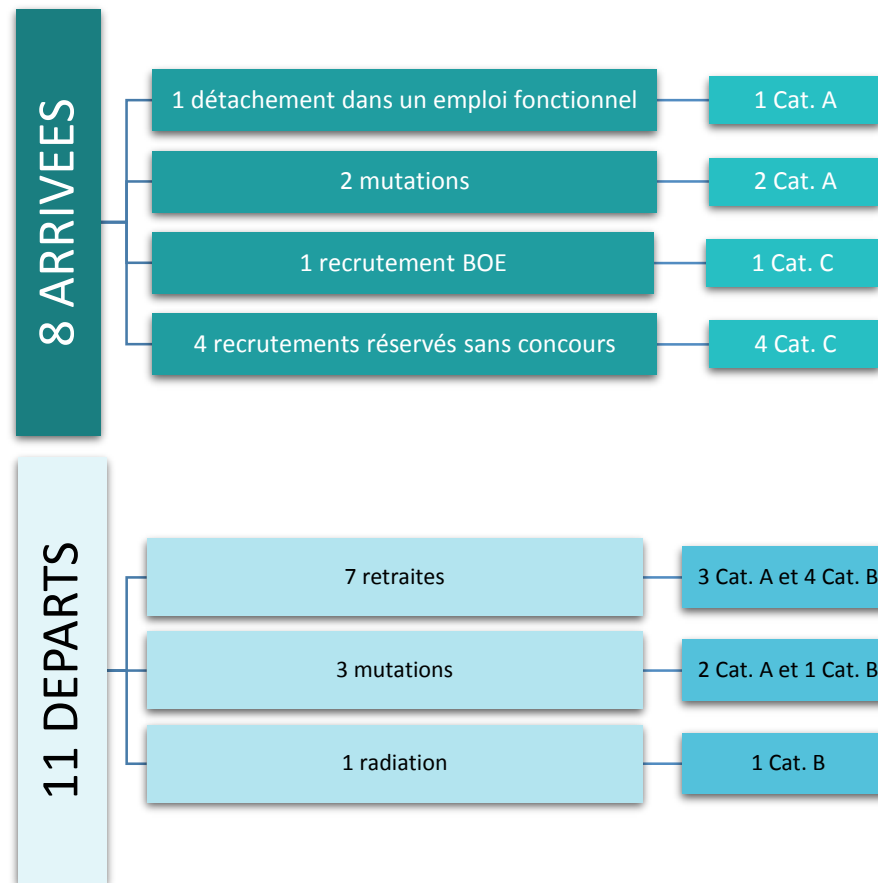 8 ARRIVEES
1 détachement dans un emploi fonctionnel
1 Cat. A
2 mutations
2 Cat. A
1 recrutement BOE
1 Cat. C
4 recrutements réservés sans concours
4 Cat. C
11 DEPARTS
7 retraites
3 Cat. A et 4 Cat. B
3 mutations
2 Cat. A et 1 Cat. B
1 radiation
1 Cat. B